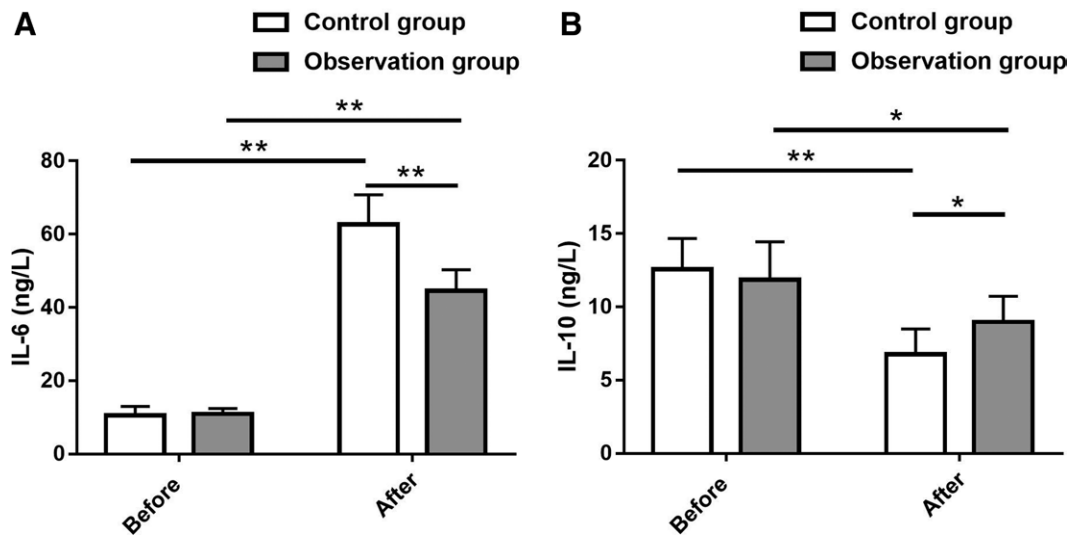 A
Control group
Observation group
**
**
**
80
60
40
20
0
IL-6 (ng/L)
Before
After
B
Control group
Observation group
*
**
*
20
15
10
5
0
IL-10 (ng/L)
Before
After